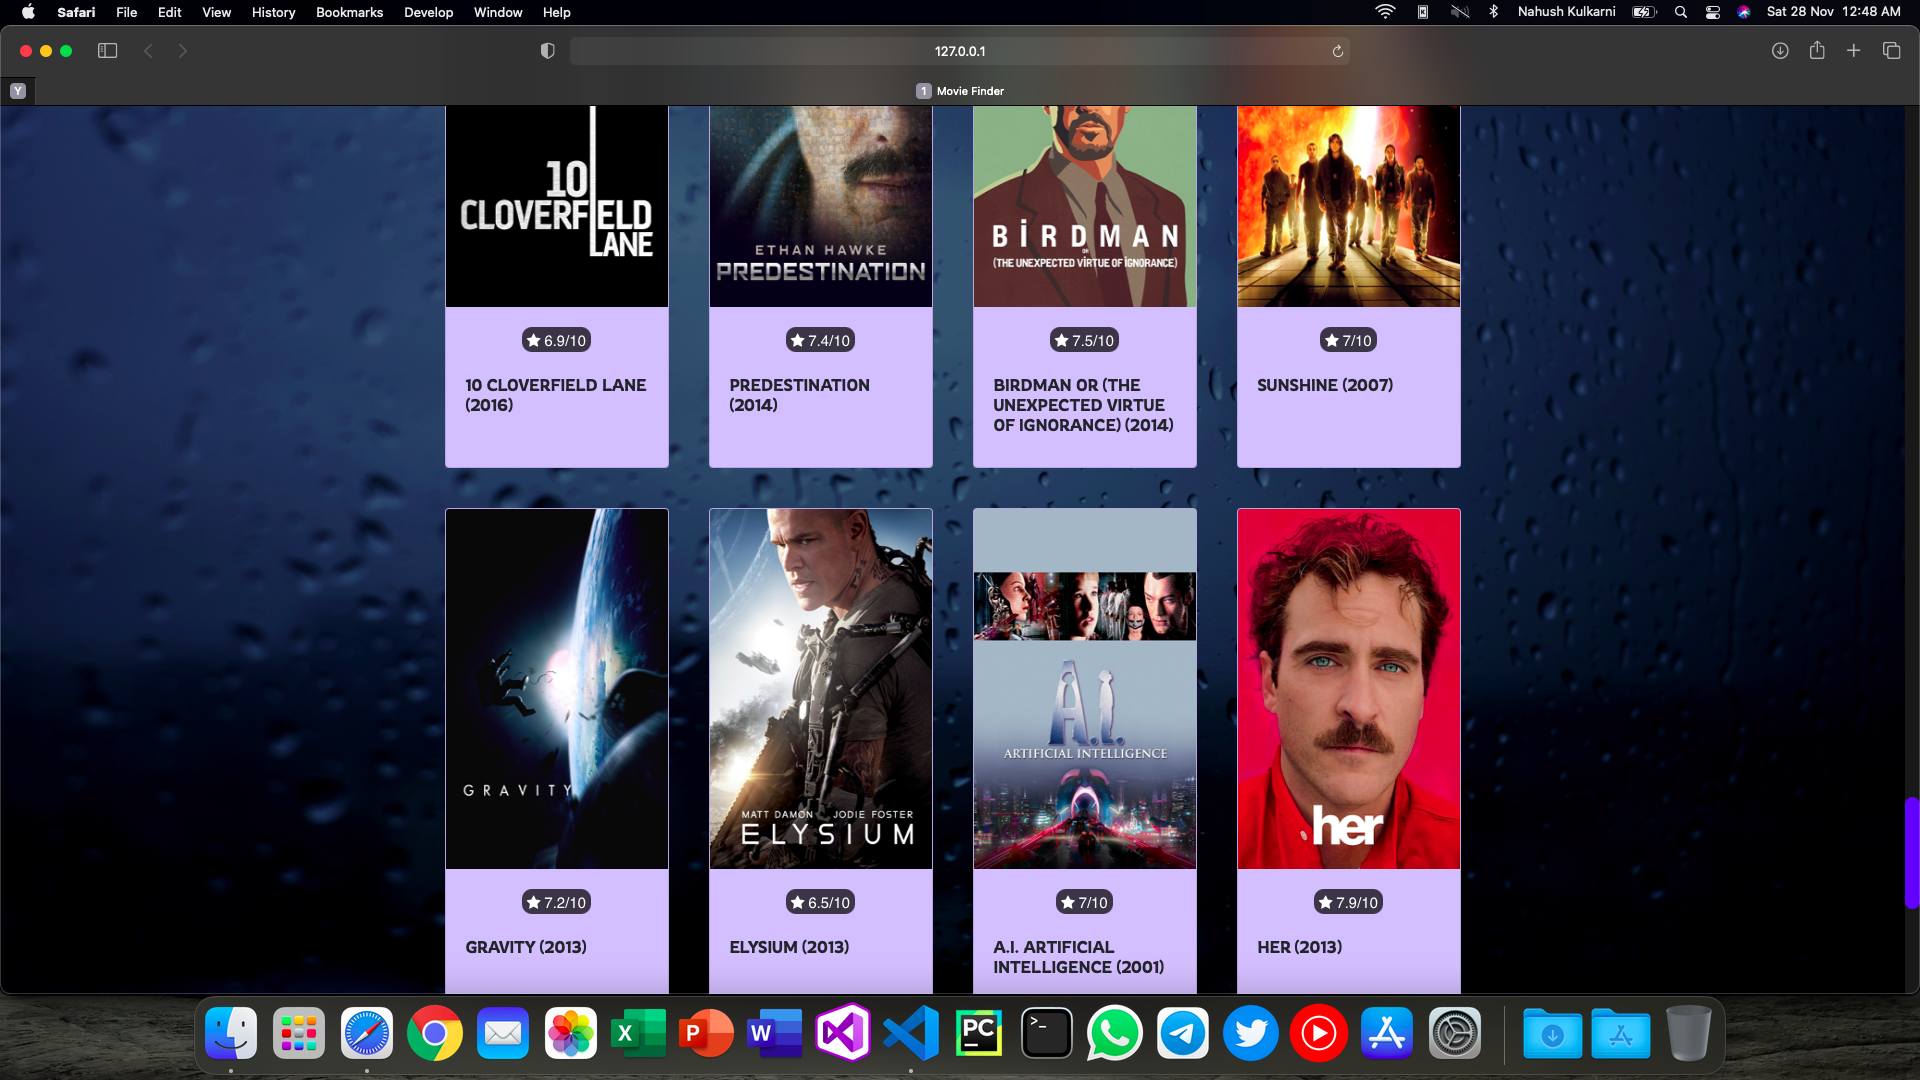 Safari File Edit View History Bookmarks Develop Window Help Nahush Kulkarni Sat 28 Nov 12:48 AM
127.0.0.1
Y
1 Movie Finder
10
CLOVERFIELD
LANE
ETHAN HAWKE
PREDESTINATION
BiRDMAN
OR
(THE UNEXPECTED VIRTUE OF iGNORANCE)
6.9/10
7.4/10
7.5/10
7/10
10 CLOVERFIELD LANE
(2016)
PREDESTINATION
(2014)
BIRDMAN OR (THE
UNEXPECTED VIRTUE
OF IGNORANCE) (2014)
SUNSHINE (2007)
GRAVITY
MATT DAMON JODIE FOSTER
ELYSIUM
A.I.
ARTIFICIAL INTELLIGENCE
her
7.2/10
6.5/10
7/10
7.9/10
GRAVITY (2013)
ELYSIUM (2013)
A.I. ARTIFICIAL
INTELLIGENCE (2001)
HER (2013)
X
P
W
PC
>_